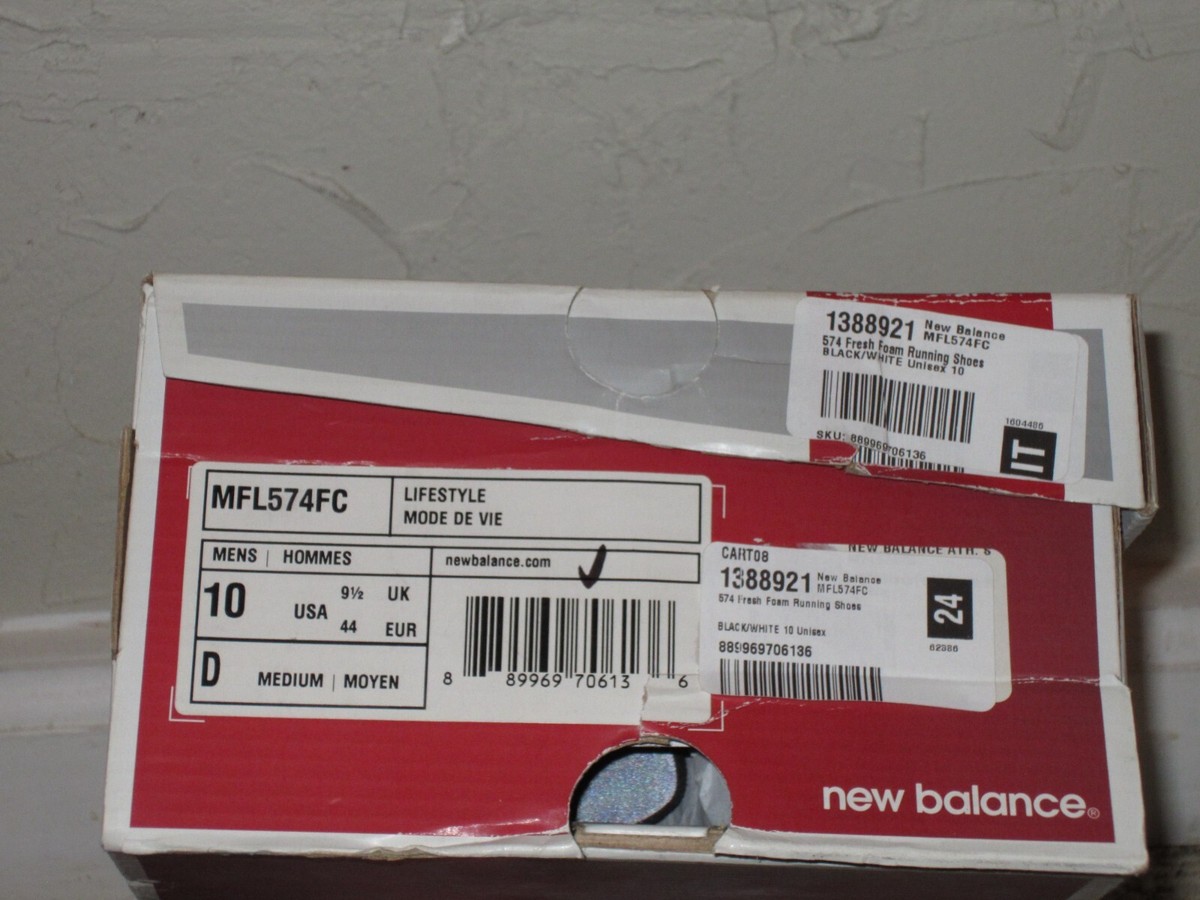 1388921 New Balance
MFL574FC
574 Fresh Foam Running Shoes
BLACK/WHITE Unisex 10
1604486
SKU: 889969706136
IT
MFL574FC
LIFESTYLE
MODE DE VIE
MENS | HOMMES
newbalance.com
10 USA 9½ UK
44 EUR
D MEDIUM | MOYEN
8 89969 70613 6
CART08
NEW BALANCE ATH. S
1388921 New Balance
MFL574FC
574 Fresh Foam Running Shoes
BLACK/WHITE 10 Unisex
889969706136
24
62386
new balance®